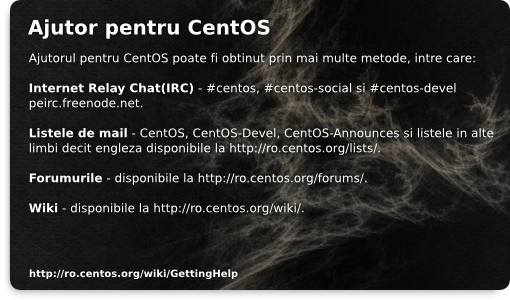 Ajutor pentru CentOS
Ajutorul pentru CentOS poate fi obtinut prin mai multe metode, intre care:
Internet Relay Chat(IRC) - #centos, #centos-social si #centos-devel
peirc.freenode.net.
Listele de mail - CentOS, CentOS-Devel, CentOS-Announces si listele in alte
limbi decit engleza disponibile la http://ro.centos.org/lists/.
Forumurile - disponibile la http://ro.centos.org/forums/.
Wiki - disponibile la http://ro.centos.org/wiki/.
http://ro.centos.org/wiki/GettingHelp